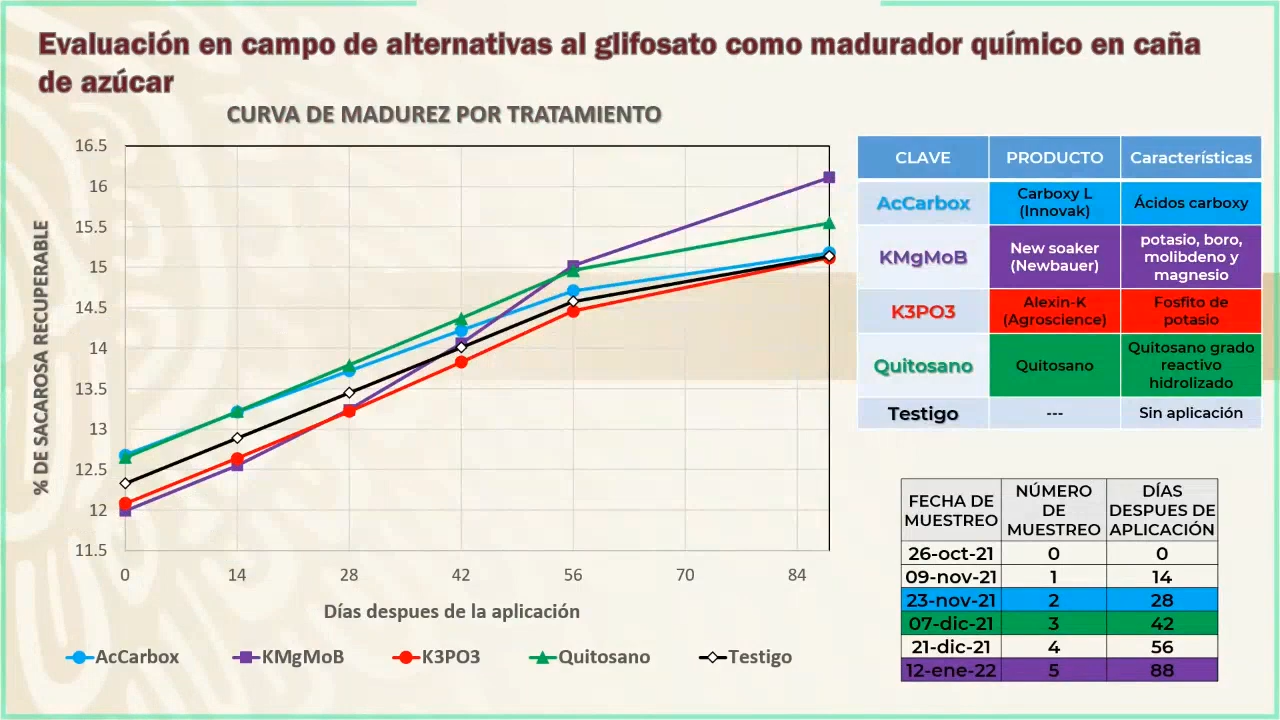 Evaluación en campo de alternativas al glifosato como madurador químico en caña
de azúcar
CURVA DE MADUREZ POR TRATAMIENTO
% DE SACAROSA RECUPERABLE
16.5
16
15.5
15
14.5
14
13.5
13
12.5
12
11.5
0 14 28 42 56 70 84
Días despues de la aplicación
AcCarbox KMgMoB K3PO3 Quitosano Testigo
CLAVE PRODUCTO Características
AcCarbox Carboxy L (Innovak) Ácidos carboxy
KMgMoB New soaker (Newbauer) potasio, boro, molibdeno y magnesio
K3PO3 Alexin-K (Agroscience) Fosfito de potasio
Quitosano Quitosano Quitosano grado reactivo hidrolizado
Testigo --- Sin aplicación
FECHA DE MUESTREO NÚMERO DE MUESTREO DÍAS DESPUES DE APLICACIÓN
26-oct-21 0 0
09-nov-21 1 14
23-nov-21 2 28
07-dic-21 3 42
21-dic-21 4 56
12-ene-22 5 88